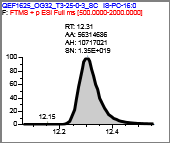 QEF1625_OG32_T3-25-0-3_SC IS-PC-16:0
F: FTMS + p ESI Full ms [500.0000-2000.0000]
RT: 12.31
AA: 56314686
AH: 10717021
SN: 1.35E+019
100
80
60
40
20
0
12.15
12.2
12.4